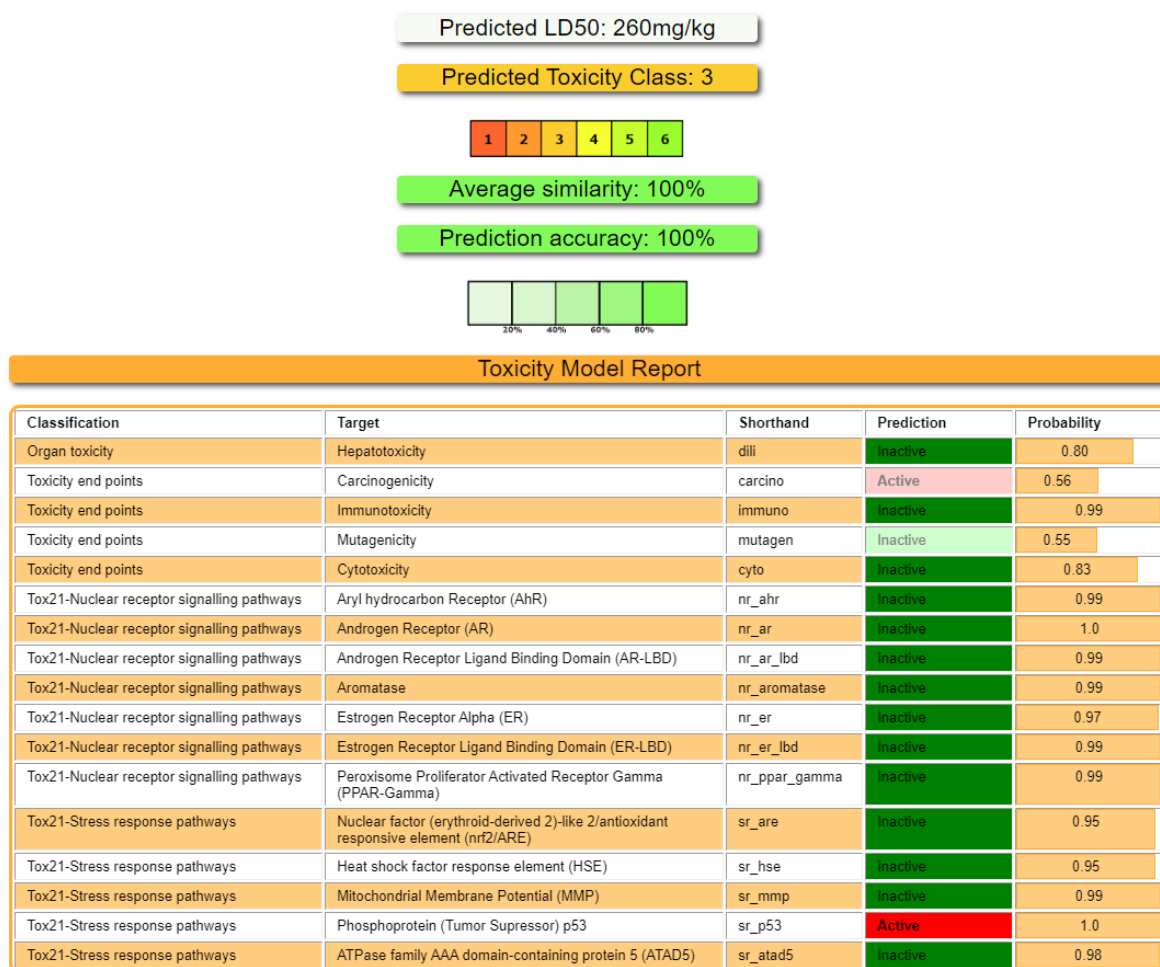 Predicted LD50: 260mg/kg
Predicted Toxicity Class: 3
1 2 3 4 5 6
Average similarity: 100%
Prediction accuracy: 100%
20% 40% 60% 80%
Toxicity Model Report
Classification Target Shorthand Prediction Probability
Organ toxicity Hepatotoxicity dili Inactive 0.80
Toxicity end points Carcinogenicity carcino Active 0.56
Toxicity end points Immunotoxicity immuno Inactive 0.99
Toxicity end points Mutagenicity mutagen Inactive 0.55
Toxicity end points Cytotoxicity cyto Inactive 0.83
Tox21-Nuclear receptor signalling pathways Aryl hydrocarbon Receptor (AhR) nr_ahr Inactive 0.99
Tox21-Nuclear receptor signalling pathways Androgen Receptor (AR) nr_ar Inactive 1.0
Tox21-Nuclear receptor signalling pathways Androgen Receptor Ligand Binding Domain (AR-LBD) nr_ar_lbd Inactive 0.99
Tox21-Nuclear receptor signalling pathways Aromatase nr_aromatase Inactive 0.99
Tox21-Nuclear receptor signalling pathways Estrogen Receptor Alpha (ER) nr_er Inactive 0.97
Tox21-Nuclear receptor signalling pathways Estrogen Receptor Ligand Binding Domain (ER-LBD) nr_er_lbd Inactive 0.99
Tox21-Nuclear receptor signalling pathways Peroxisome Proliferator Activated Receptor Gamma nr_ppar_gamma Inactive 0.99
(PPAR-Gamma)
Tox21-Stress response pathways Nuclear factor (erythroid-derived 2)-like 2/antioxidant sr_are Inactive 0.95
responsive element (nrf2/ARE)
Tox21-Stress response pathways Heat shock factor response element (HSE) sr_hse Inactive 0.95
Tox21-Stress response pathways Mitochondrial Membrane Potential (MMP) sr_mmp Inactive 0.99
Tox21-Stress response pathways Phosphoprotein (Tumor Supressor) p53 sr_p53 Active 1.0
Tox21-Stress response pathways ATPase family AAA domain-containing protein 5 (ATAD5) sr_atad5 Inactive 0.98